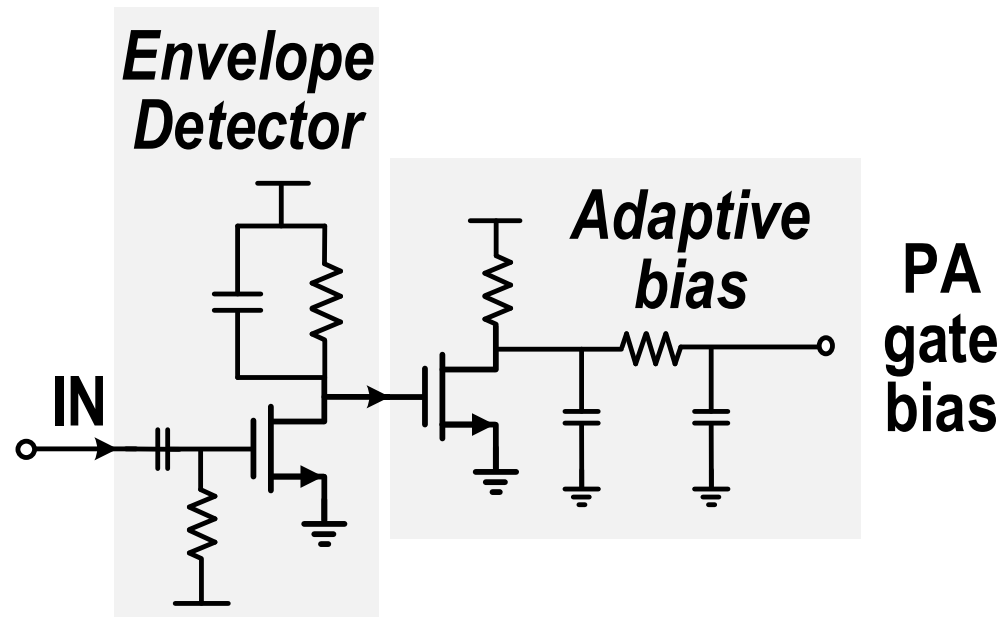 Envelope
Detector
Adaptive
bias
PA
gate
bias
IN